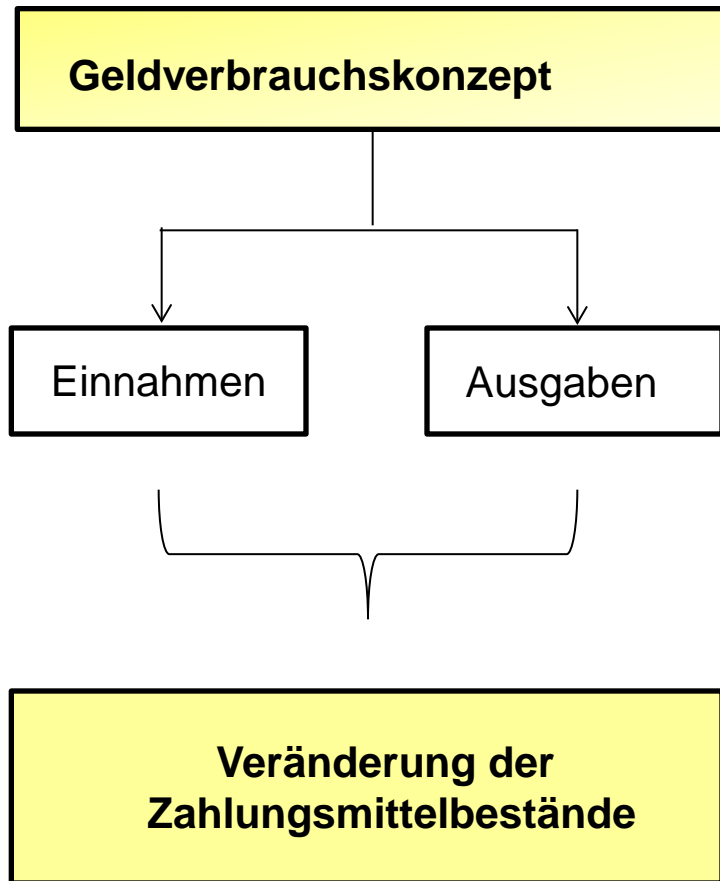 Geldverbrauchskonzept
Einnahmen
Ausgaben
Veränderung der
Zahlungsmittelbestände